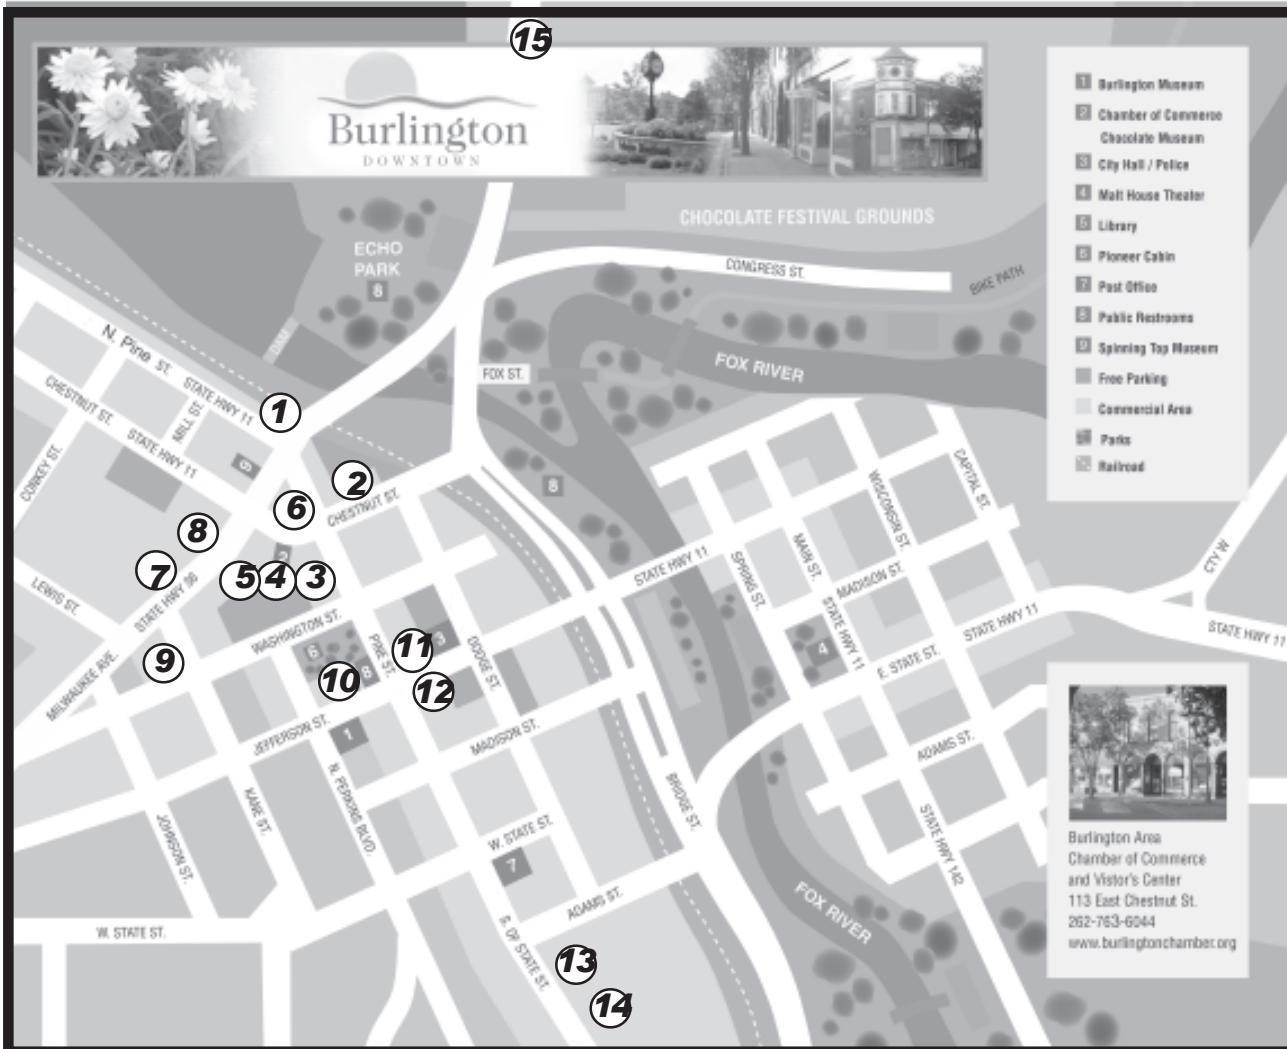 15
Burlington
DOWNTOWN
1 Burlington Museum
2 Chamber of Commerce
Chocolate Museum
3 City Hall / Police
4 Malt House Theater
5 Library
6 Pioneer Cabin
7 Post Office
8 Public Restrooms
9 Spinning Top Museum
Free Parking
Commercial Area
Parks
Railroad
CHOCOLATE FESTIVAL GROUNDS
ECHO
PARK
8
CONGRESS ST.
BIKE PATH
DAM
N. Pine ST.
STATE HWY 11
FOX ST.
FOX RIVER
CHESTNUT ST.
STATE HWY 11
MILL ST.
CONKEY ST.
1
9
2
CHESTNUT ST.
6
8
8
7
5
4
3
2
LEWIS ST.
STATE HWY 36
MILWAUKEE AVE.
9
WASHINGTON ST.
6
8
PINE ST.
10
11
3
12
DODGE ST.
STATE HWY 11
SPRING ST.
MAIN ST.
STATE HWY 11
WISCONSIN ST.
CAPITAL ST.
MADISON ST.
4
E. STATE ST.
STATE HWY 11
CTY W
STATE HWY 11
JEFFERSON ST.
1
MADISON ST.
ADAMS ST.
N. PERKINS BLVD.
KANE ST.
JOHNSON ST.
BRIDGE ST.
STATE HWY 142
W. STATE ST.
7
ADAMS ST.
W. STATE ST.
S. OF STATE ST.
FOX RIVER
13
14
Burlington Area
Chamber of Commerce
and Vistor's Center
113 East Chestnut St.
262-763-6044
www.burlingtonchamber.org